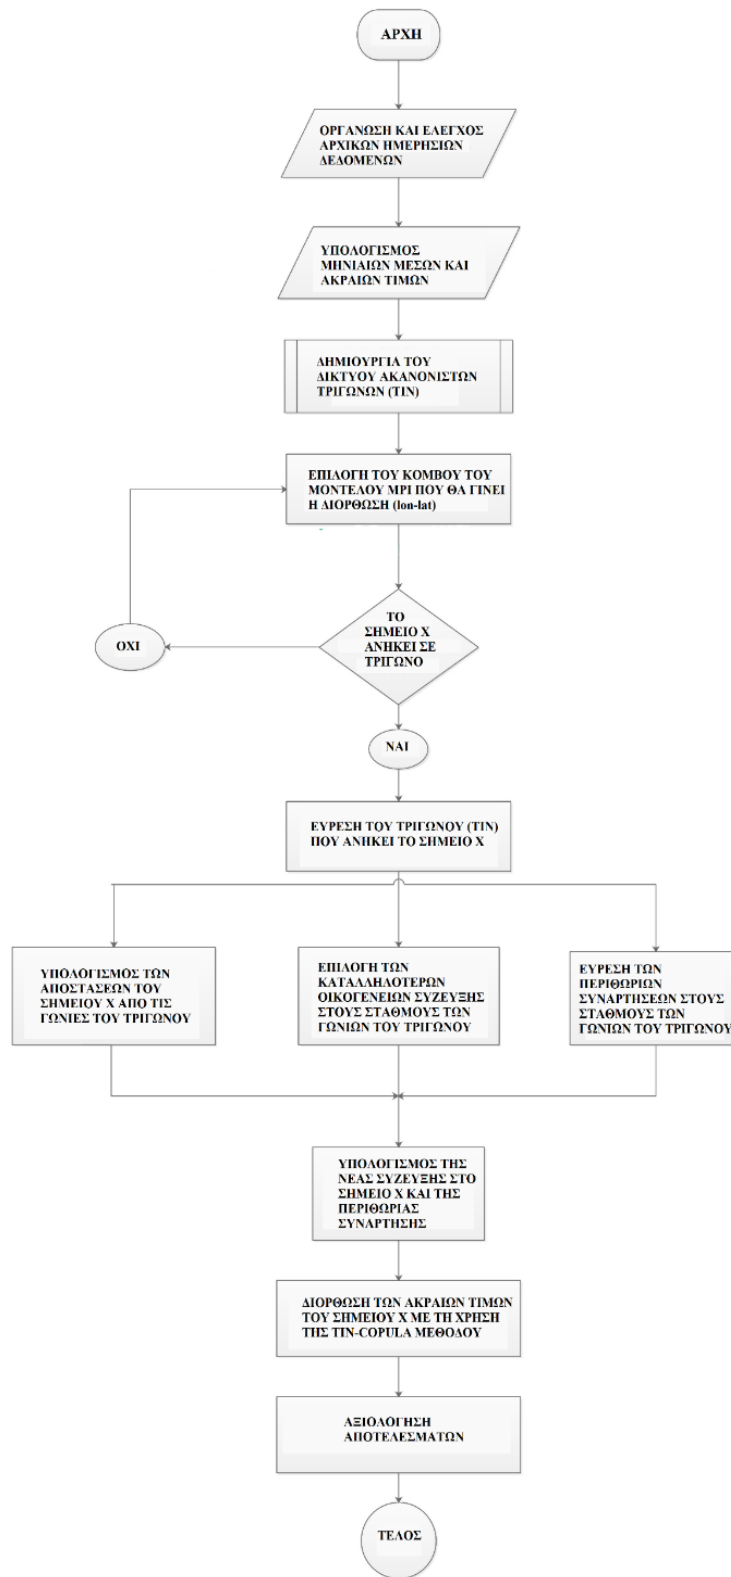 ΑΡΧΗ
ΟΡΓΑΝΩΣΗ ΚΑΙ ΕΛΕΓΧΟΣ
ΑΡΧΙΚΩΝ ΗΜΕΡΗΣΙΩΝ
ΔΕΔΟΜΕΝΩΝ
ΥΠΟΛΟΓΙΣΜΟΣ
ΜΗΝΙΑΙΩΝ ΜΕΣΩΝ ΚΑΙ
ΑΚΡΑΙΩΝ ΤΙΜΩΝ
ΔΗΜΙΟΥΡΓΙΑ ΤΟΥ
ΔΙΚΤΥΟΥ ΑΚΑΝΟΝΙΣΤΩΝ
ΤΡΙΓΩΝΩΝ (TIN)
ΕΠΙΛΟΓΗ ΤΟΥ ΚΟΜΒΟΥ ΤΟΥ
ΜΟΝΤΕΛΟΥ MPI ΠΟΥ ΘΑ ΓΙΝΕΙ
Η ΔΙΟΡΘΩΣΗ (lon-lat)
ΤΟ
ΣΗΜΕΙΟ Χ
ΑΝΗΚΕΙ ΣΕ
ΤΡΙΓΩΝΟ
ΟΧΙ
ΝΑΙ
ΕΥΡΕΣΗ ΤΟΥ ΤΡΙΓΩΝΟΥ (TIN)
ΠΟΥ ΑΝΗΚΕΙ ΤΟ ΣΗΜΕΙΟ Χ
ΥΠΟΛΟΓΙΣΜΟΣ ΤΩΝ
ΑΠΟΣΤΑΣΕΩΝ ΤΟΥ
ΣΗΜΕΙΟΥ Χ ΑΠΟ ΤΙΣ
ΓΩΝΙΕΣ ΤΟΥ ΤΡΙΓΩΝΟΥ
ΕΠΙΛΟΓΗ ΤΩΝ
ΚΑΤΑΛΛΗΛΟΤΕΡΩΝ
ΟΙΚΟΓΕΝΕΙΩΝ ΣΥΖΕΥΞΗΣ
ΣΤΟΥΣ ΣΤΑΘΜΟΥΣ ΤΩΝ
ΓΩΝΙΩΝ ΤΟΥ ΤΡΙΓΩΝΟΥ
ΕΥΡΕΣΗ ΤΩΝ
ΠΕΡΙΘΩΡΙΩΝ
ΣΥΝΑΡΤΗΣΕΩΝ ΣΤΟΥΣ
ΣΤΑΘΜΟΥΣ ΤΩΝ
ΓΩΝΙΩΝ ΤΟΥ ΤΡΙΓΩΝΟΥ
ΥΠΟΛΟΓΙΣΜΟΣ ΤΗΣ
ΝΕΑΣ ΣΥΖΕΥΞΗΣ ΣΤΟ
ΣΗΜΕΙΟ Χ ΚΑΙ ΤΗΣ
ΠΕΡΙΘΩΡΙΑΣ
ΣΥΝΑΡΤΗΣΗΣ
ΔΙΟΡΘΩΣΗ ΤΩΝ ΑΚΡΑΙΩΝ ΤΙΜΩΝ
ΤΟΥ ΣΗΜΕΙΟΥ Χ ΜΕ ΤΗ ΧΡΗΣΗ
ΤΗΣ TIN-COPULA ΜΕΘΟΔΟΥ
ΑΞΙΟΛΟΓΗΣΗ
ΑΠΟΤΕΛΕΣΜΑΤΩΝ
ΤΕΛΟΣ